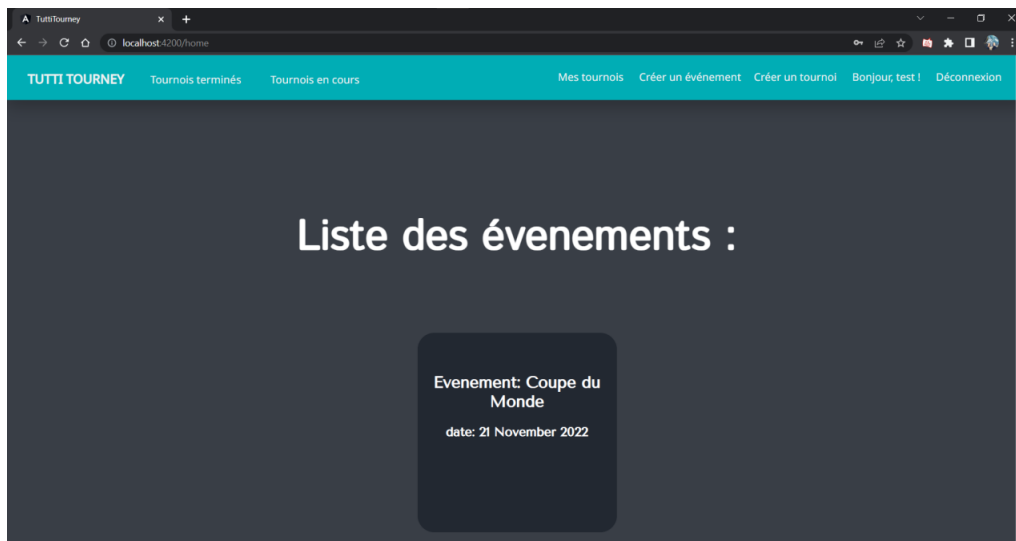 TuttiTourney
localhost:4200/home
TUTTI TOURNEY Tournois terminés Tournois en cours Mes tournois Créer un événement Créer un tournoi Bonjour, test ! Déconnexion
Liste des évenements :
Evenement: Coupe du
Monde
date: 21 November 2022